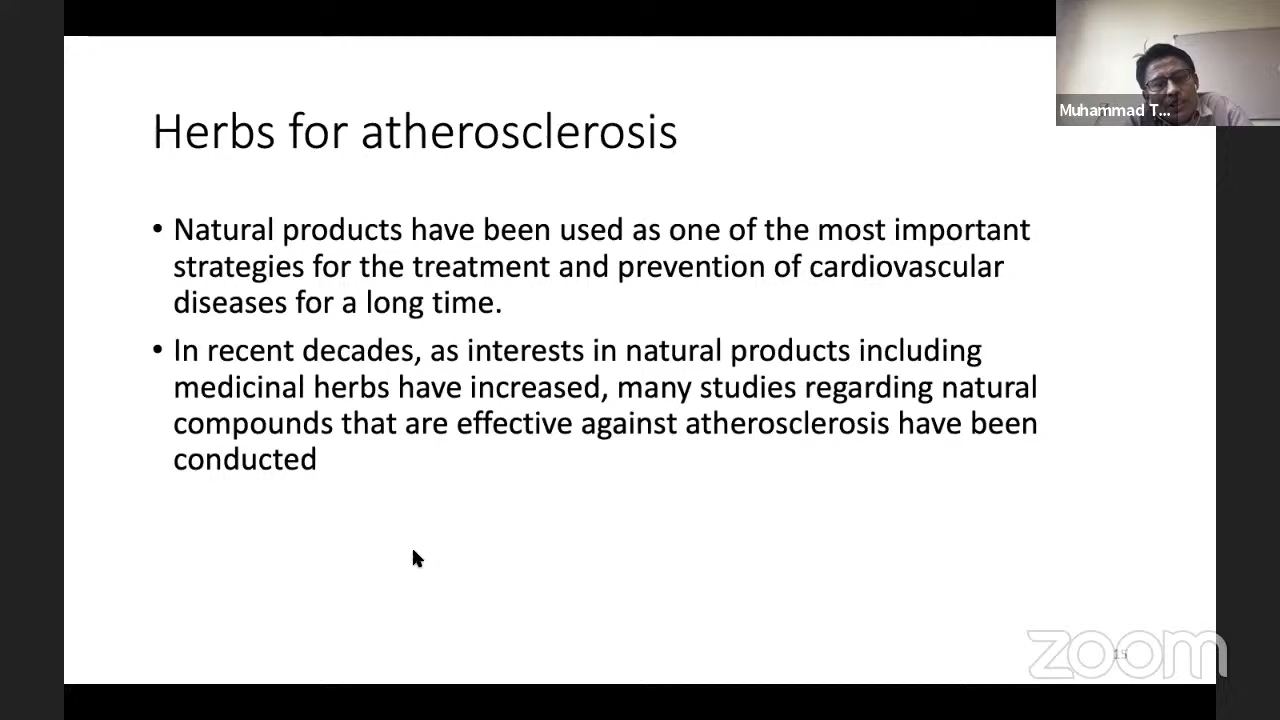 Muhammad T...
Herbs for atherosclerosis
• Natural products have been used as one of the most important
strategies for the treatment and prevention of cardiovascular
diseases for a long time.
• In recent decades, as interests in natural products including
medicinal herbs have increased, many studies regarding natural
compounds that are effective against atherosclerosis have been
conducted
zoom
15